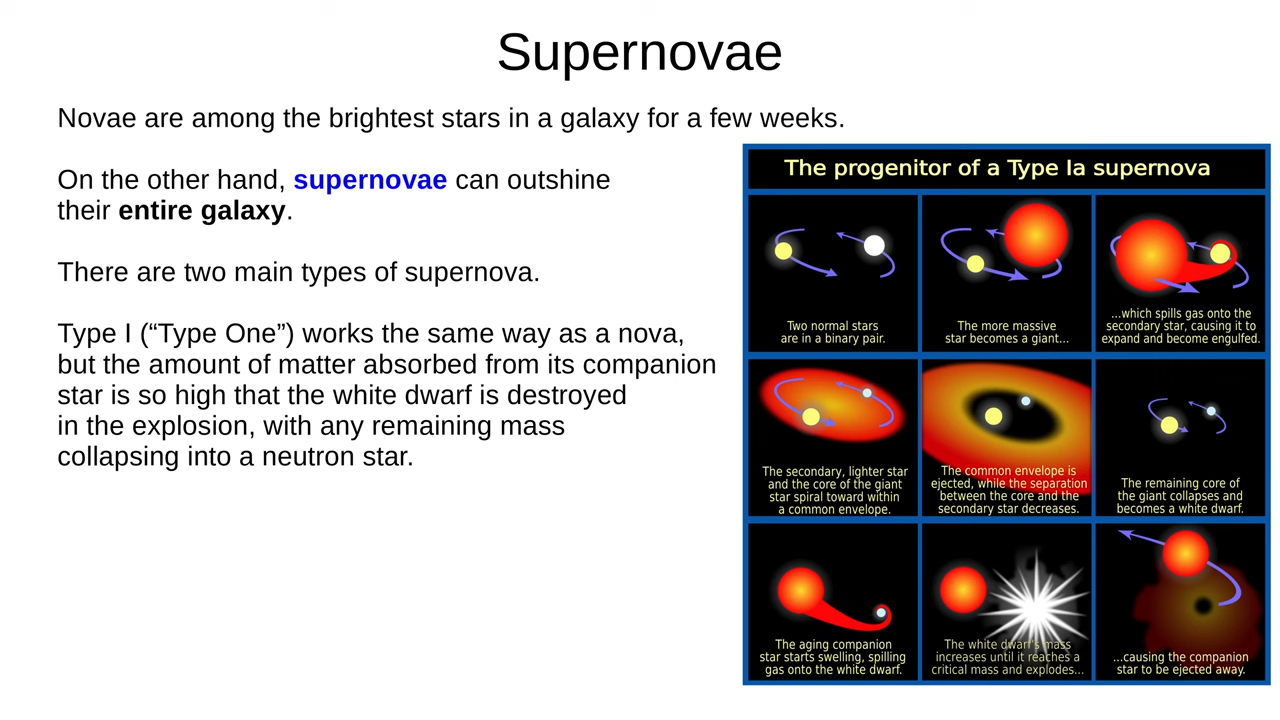 Supernovae
Novae are among the brightest stars in a galaxy for a few weeks.
On the other hand, supernovae can outshine
their entire galaxy.
There are two main types of supernova.
Type I (“Type One”) works the same way as a nova,
but the amount of matter absorbed from its companion
star is so high that the white dwarf is destroyed
in the explosion, with any remaining mass
collapsing into a neutron star.
The progenitor of a Type Ia supernova
Two normal stars
are in a binary pair.
The more massive
star becomes a giant...
...which spills gas onto the
secondary star, causing it to
expand and become engulfed.
The secondary, lighter star
and the core of the giant
star spiral toward within
a common envelope.
The common envelope is
ejected, while the separation
between the core and the
secondary star decreases.
The remaining core of
the giant collapses and
becomes a white dwarf.
The aging companion
star starts swelling, spilling
gas onto the white dwarf.
The white dwarf's mass
increases until it reaches a
critical mass and explodes...
...causing the companion
star to be ejected away.